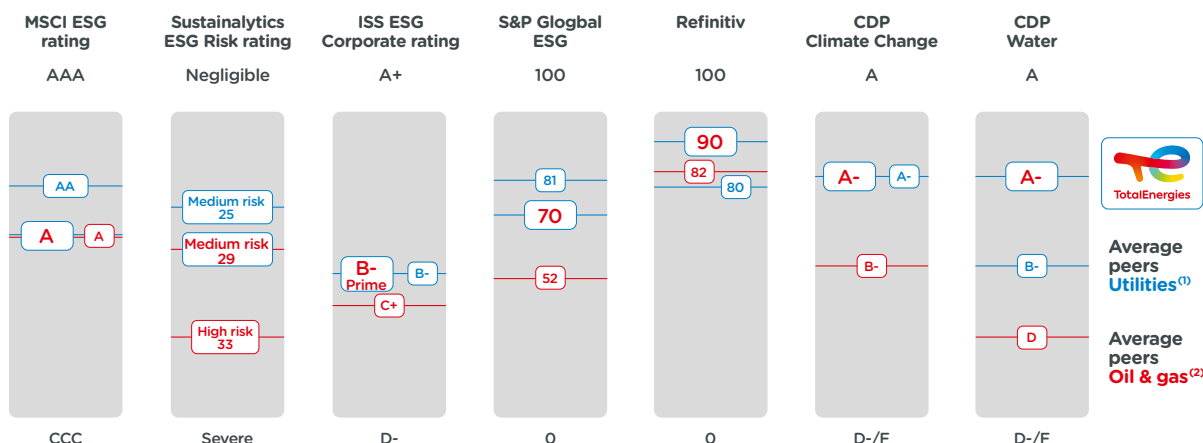 MSCI ESG
rating
AAA
AA
A
A
CCC
Sustainalytics
ESG Risk rating
Negligible
Medium risk
25
Medium risk
29
High risk
33
Severe
ISS ESG
Corporate rating
A+
B-
Prime
B-
C+
D-
S&P Glogbal
ESG
100
81
70
52
0
Refinitiv
100
90
82
80
0
CDP
Climate Change
A
A-
A-
B-
D-/F
CDP
Water
A
A-
B-
D
D-/F
TotalEnergies
Average
peers
Utilities(1)
Average
peers
Oil & gas(2)